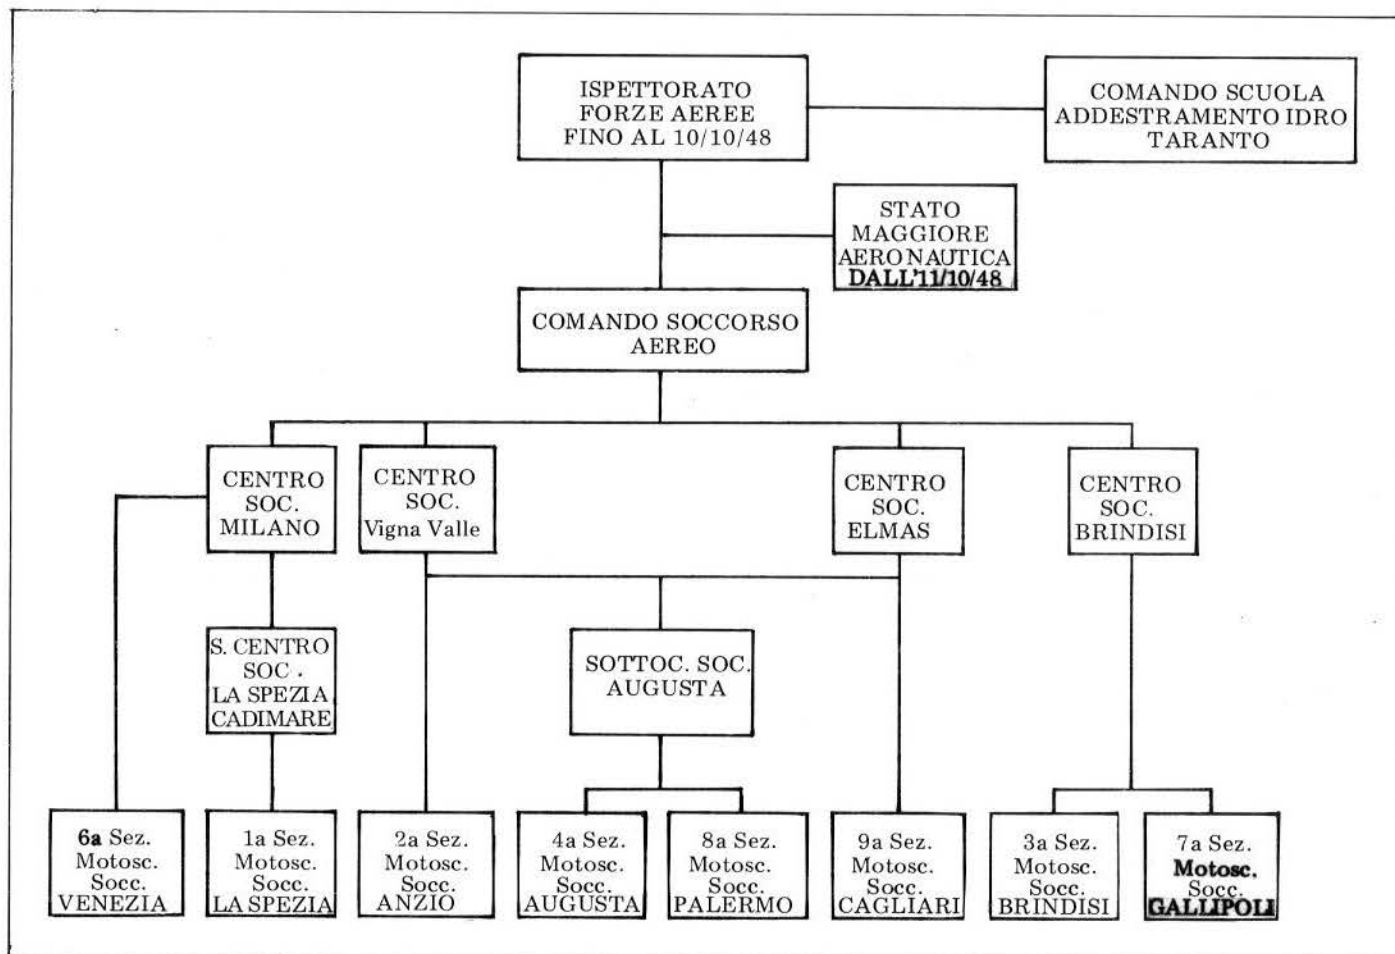 ISPETTORATO
FORZE AEREE
FINO AL 10/10/48
COMANDO SCUOLA
ADDESTRAMENTO IDRO
TARANTO
STATO
MAGGIORE
AERONAUTICA
DALL'11/10/48
COMANDO SOCCORSO
AEREO
CENTRO
SOC.
MILANO
CENTRO
SOC.
Vigna Valle
CENTRO
SOC.
ELMAS
CENTRO
SOC.
BRINDISI
S. CENTRO
SOC.
LA SPEZIA
CADIMARE
SOTTOC. SOC.
AUGUSTA
6a Sez.
Motosc.
Socc.
VENEZIA
1a Sez.
Motosc.
Socc.
LA SPEZIA
2a Sez.
Motosc.
Socc.
ANZIO
4a Sez.
Motosc.
Socc.
AUGUSTA
8a Sez.
Motosc.
Socc.
PALERMO
9a Sez.
Motosc.
Socc.
CAGLIARI
3a Sez.
Motosc.
Socc.
BRINDISI
7a Sez.
Motosc.
Socc.
GALLIPOLI